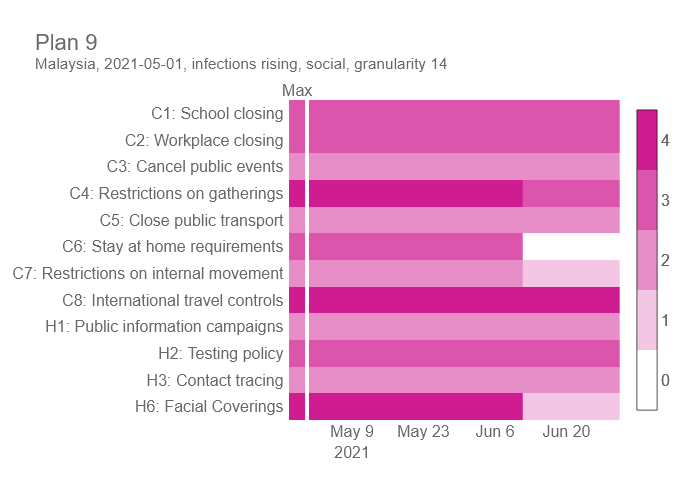 Plan 9
Malaysia, 2021-05-01, infections rising, social, granularity 14
Max
C1: School closing
C2: Workplace closing
C3: Cancel public events
C4: Restrictions on gatherings
C5: Close public transport
C6: Stay at home requirements
C7: Restrictions on internal movement
C8: International travel controls
H1: Public information campaigns
H2: Testing policy
H3: Contact tracing
H6: Facial Coverings
May 9 May 23 Jun 6 Jun 20
2021
4
3
2
1
0